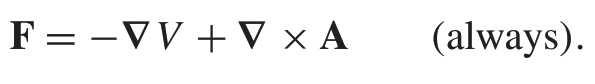 F = −∇V + ∇ × A (always).